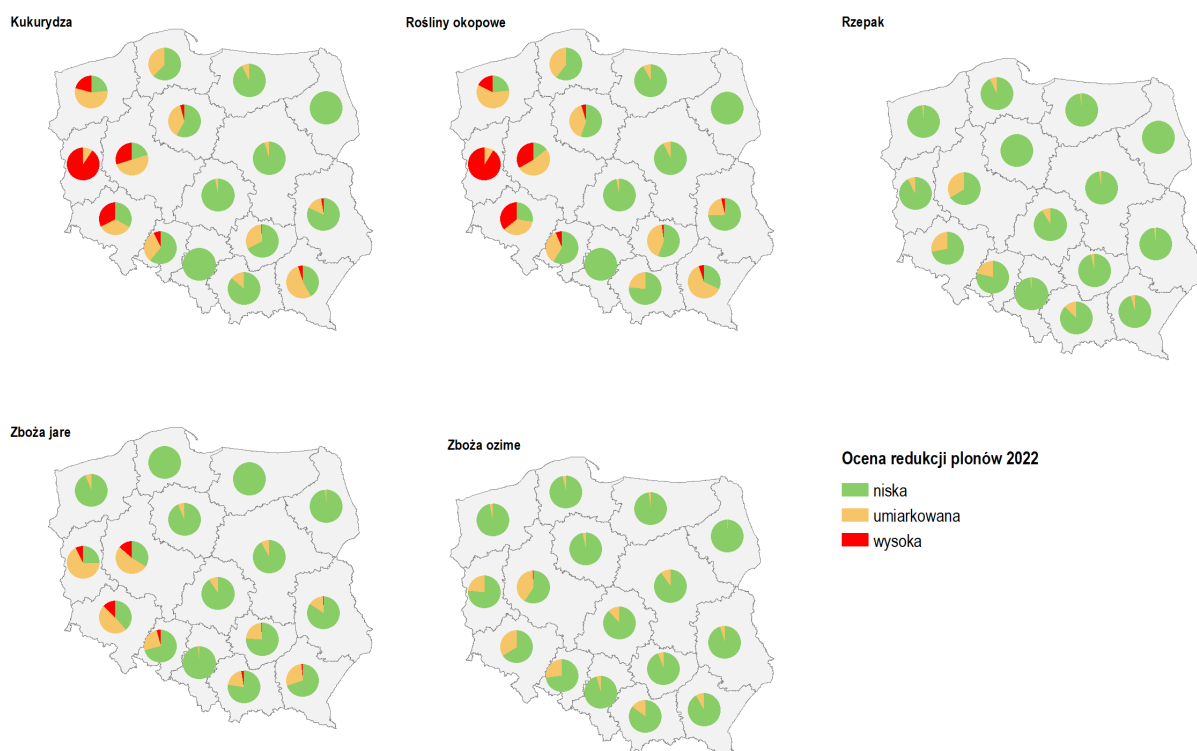 Kukurydza
Rośliny okopowe
Rzepak
Zboża jare
Zboża ozime
Ocena redukcji plonów 2022
niska
umiarkowana
wysoka